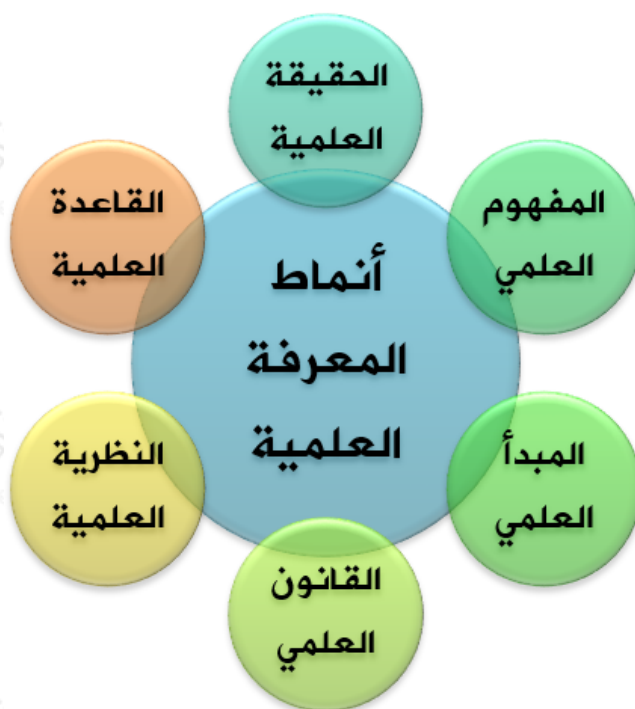 أنماط
المعرفة
العلمية
الحقيقة
العلمية
المفهوم
العلمي
المبدأ
العلمي
القانون
العلمي
النظرية
العلمية
القاعدة
العلمية